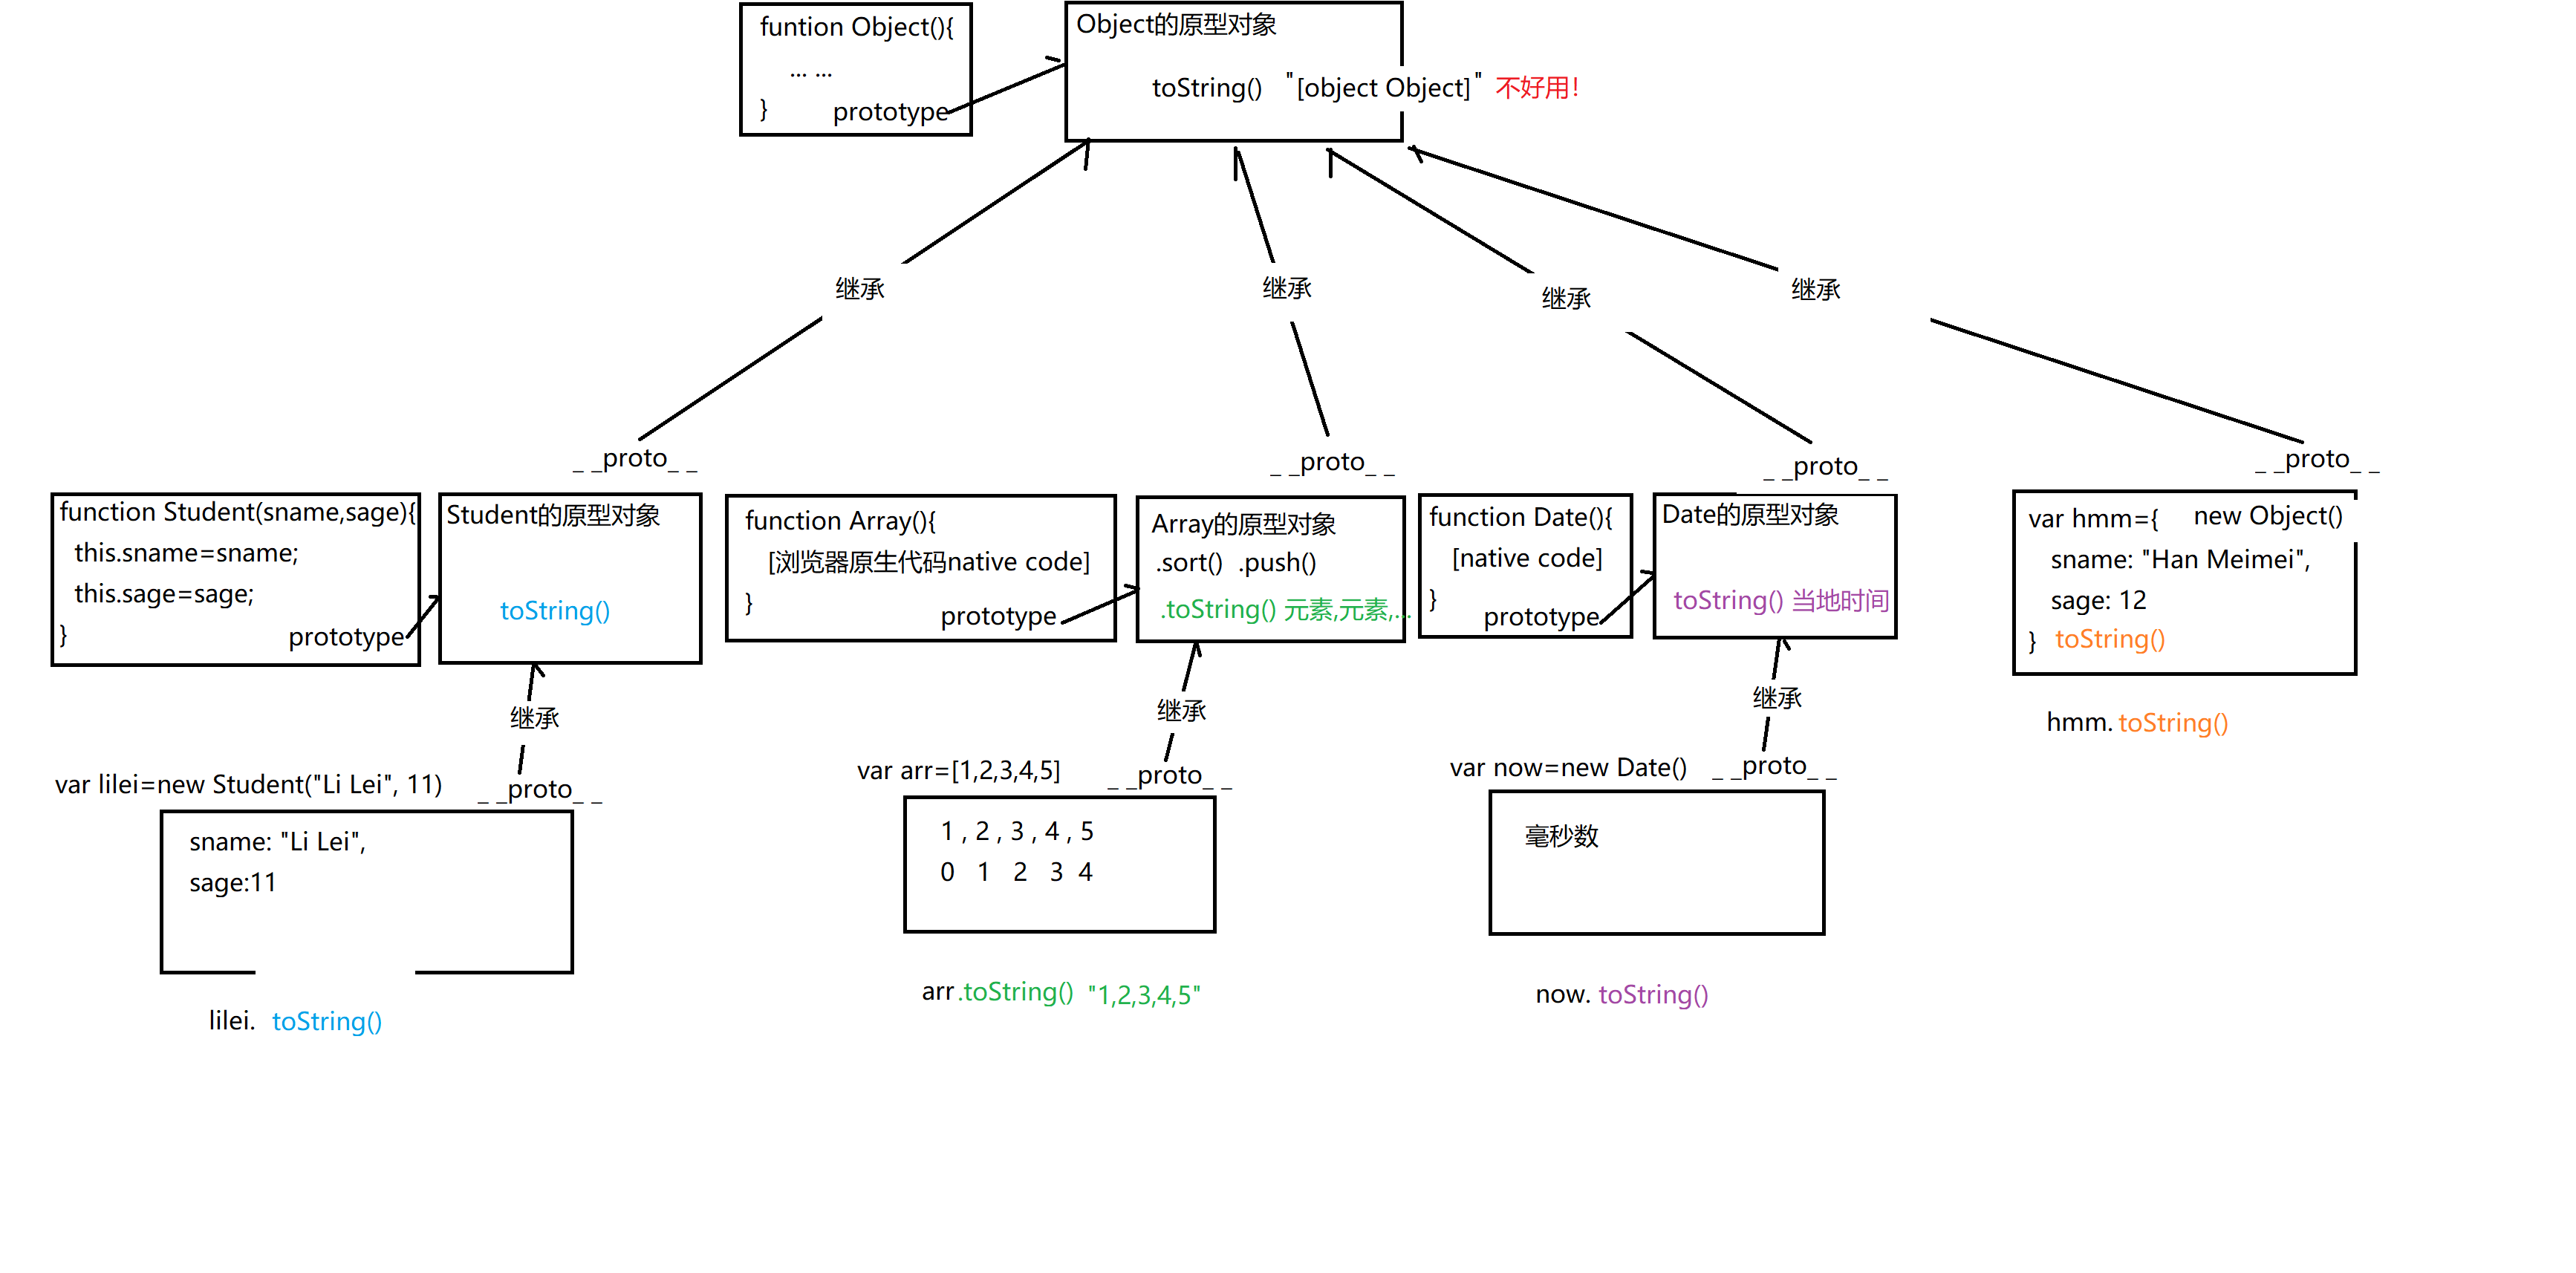 funtion Object(){
... ...
}
prototype
Object的原型对象
toString() "[object Object]" 不好用!
继承
继承
继承
继承
_ _proto_ _
_ _proto_ _
_ _proto_ _
_ _proto_ _
function Student(sname,sage){
this.sname=sname;
this.sage=sage;
}
prototype
Student的原型对象
toString()
function Array(){
[浏览器原生代码native code]
}
prototype
Array的原型对象
.sort() .push()
.toString() 元素,元素,...
function Date(){
[native code]
}
prototype
Date的原型对象
toString() 当地时间
var hmm={ new Object()
sname: "Han Meimei",
sage: 12
} toString()
hmm. toString()
继承
继承
继承
var lilei=new Student("Li Lei", 11)
_ _proto_ _
sname: "Li Lei",
sage:11
lilei. toString()
var arr=[1,2,3,4,5]
_ _proto_ _
1 , 2 , 3 , 4 , 5
0 1 2 3 4
arr.toString() "1,2,3,4,5"
var now=new Date()
_ _proto_ _
毫秒数
now. toString()